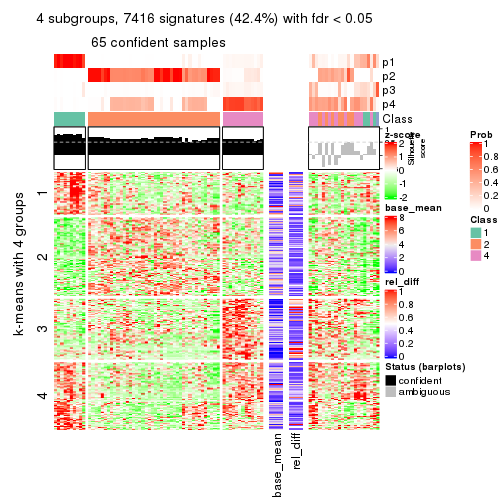 4 subgroups, 7416 signatures (42.4%) with fdr < 0.05
65 confident samples
p1
p2
p3
p4
Class
1
Silhouette
score
k-means with 4 groups
1
2
3
4
base_mean
rel_diff
z-score
2
1
0
-1
-2
base_mean
8
6
4
2
0
rel_diff
1
0.8
0.6
0.4
0.2
0
Status (barplots)
confident
ambiguous
Prob
1
0.8
0.6
0.4
0.2
0
Class
1
2
4